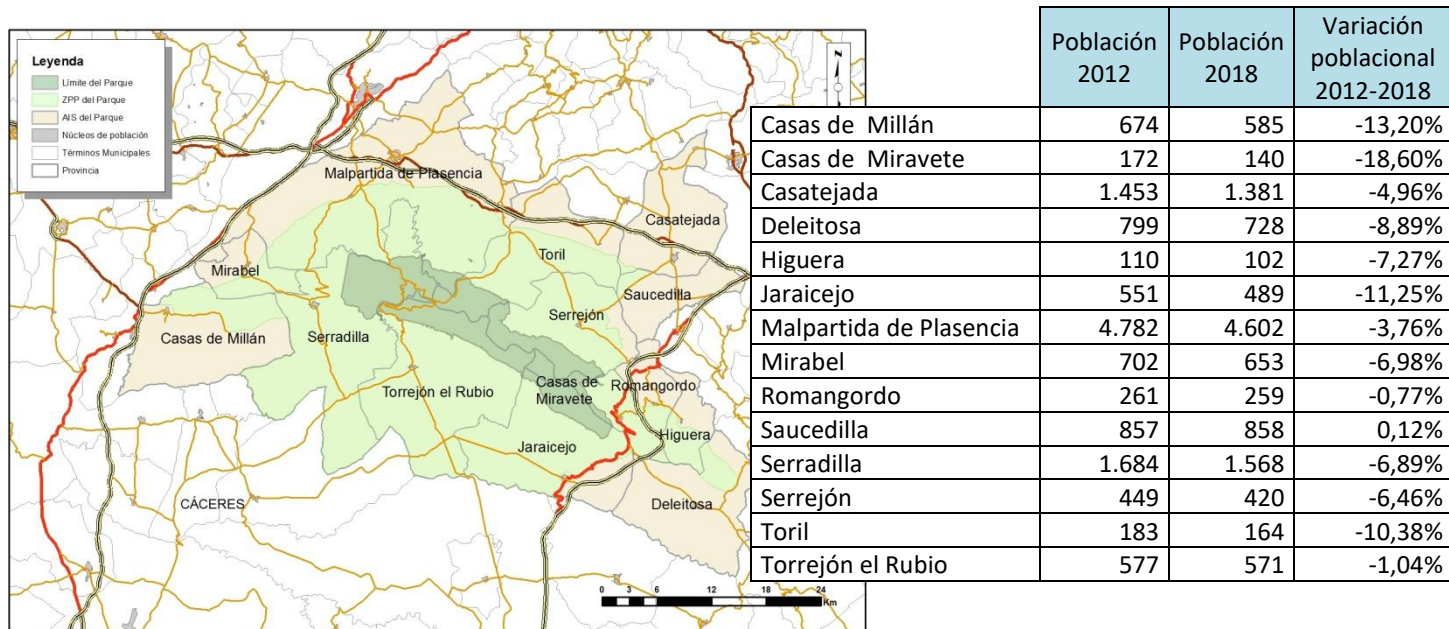 Leyenda
Límite del Parque
ZPP del Parque
AIS del Parque
Núcleos de población
Términos Municipales
Provincia
N
Malpartida de Plasencia
Casatejada
Toril
Mirabel
Saucedilla
Serrejón
Casas de Millán
Serradilla
Torrejón el Rubio
Casas de
Miravete
Romangordo
Higuera
Jaraicejo
Deleitosa
CÁCERES
0 3 6 12 18 24
Km
Población 2012 Población 2018 Variación poblacional 2012-2018
Casas de Millán 674 585 -13,20%
Casas de Miravete 172 140 -18,60%
Casatejada 1.453 1.381 -4,96%
Deleitosa 799 728 -8,89%
Higuera 110 102 -7,27%
Jaraicejo 551 489 -11,25%
Malpartida de Plasencia 4.782 4.602 -3,76%
Mirabel 702 653 -6,98%
Romangordo 261 259 -0,77%
Saucedilla 857 858 0,12%
Serradilla 1.684 1.568 -6,89%
Serrejón 449 420 -6,46%
Toril 183 164 -10,38%
Torrejón el Rubio 577 571 -1,04%